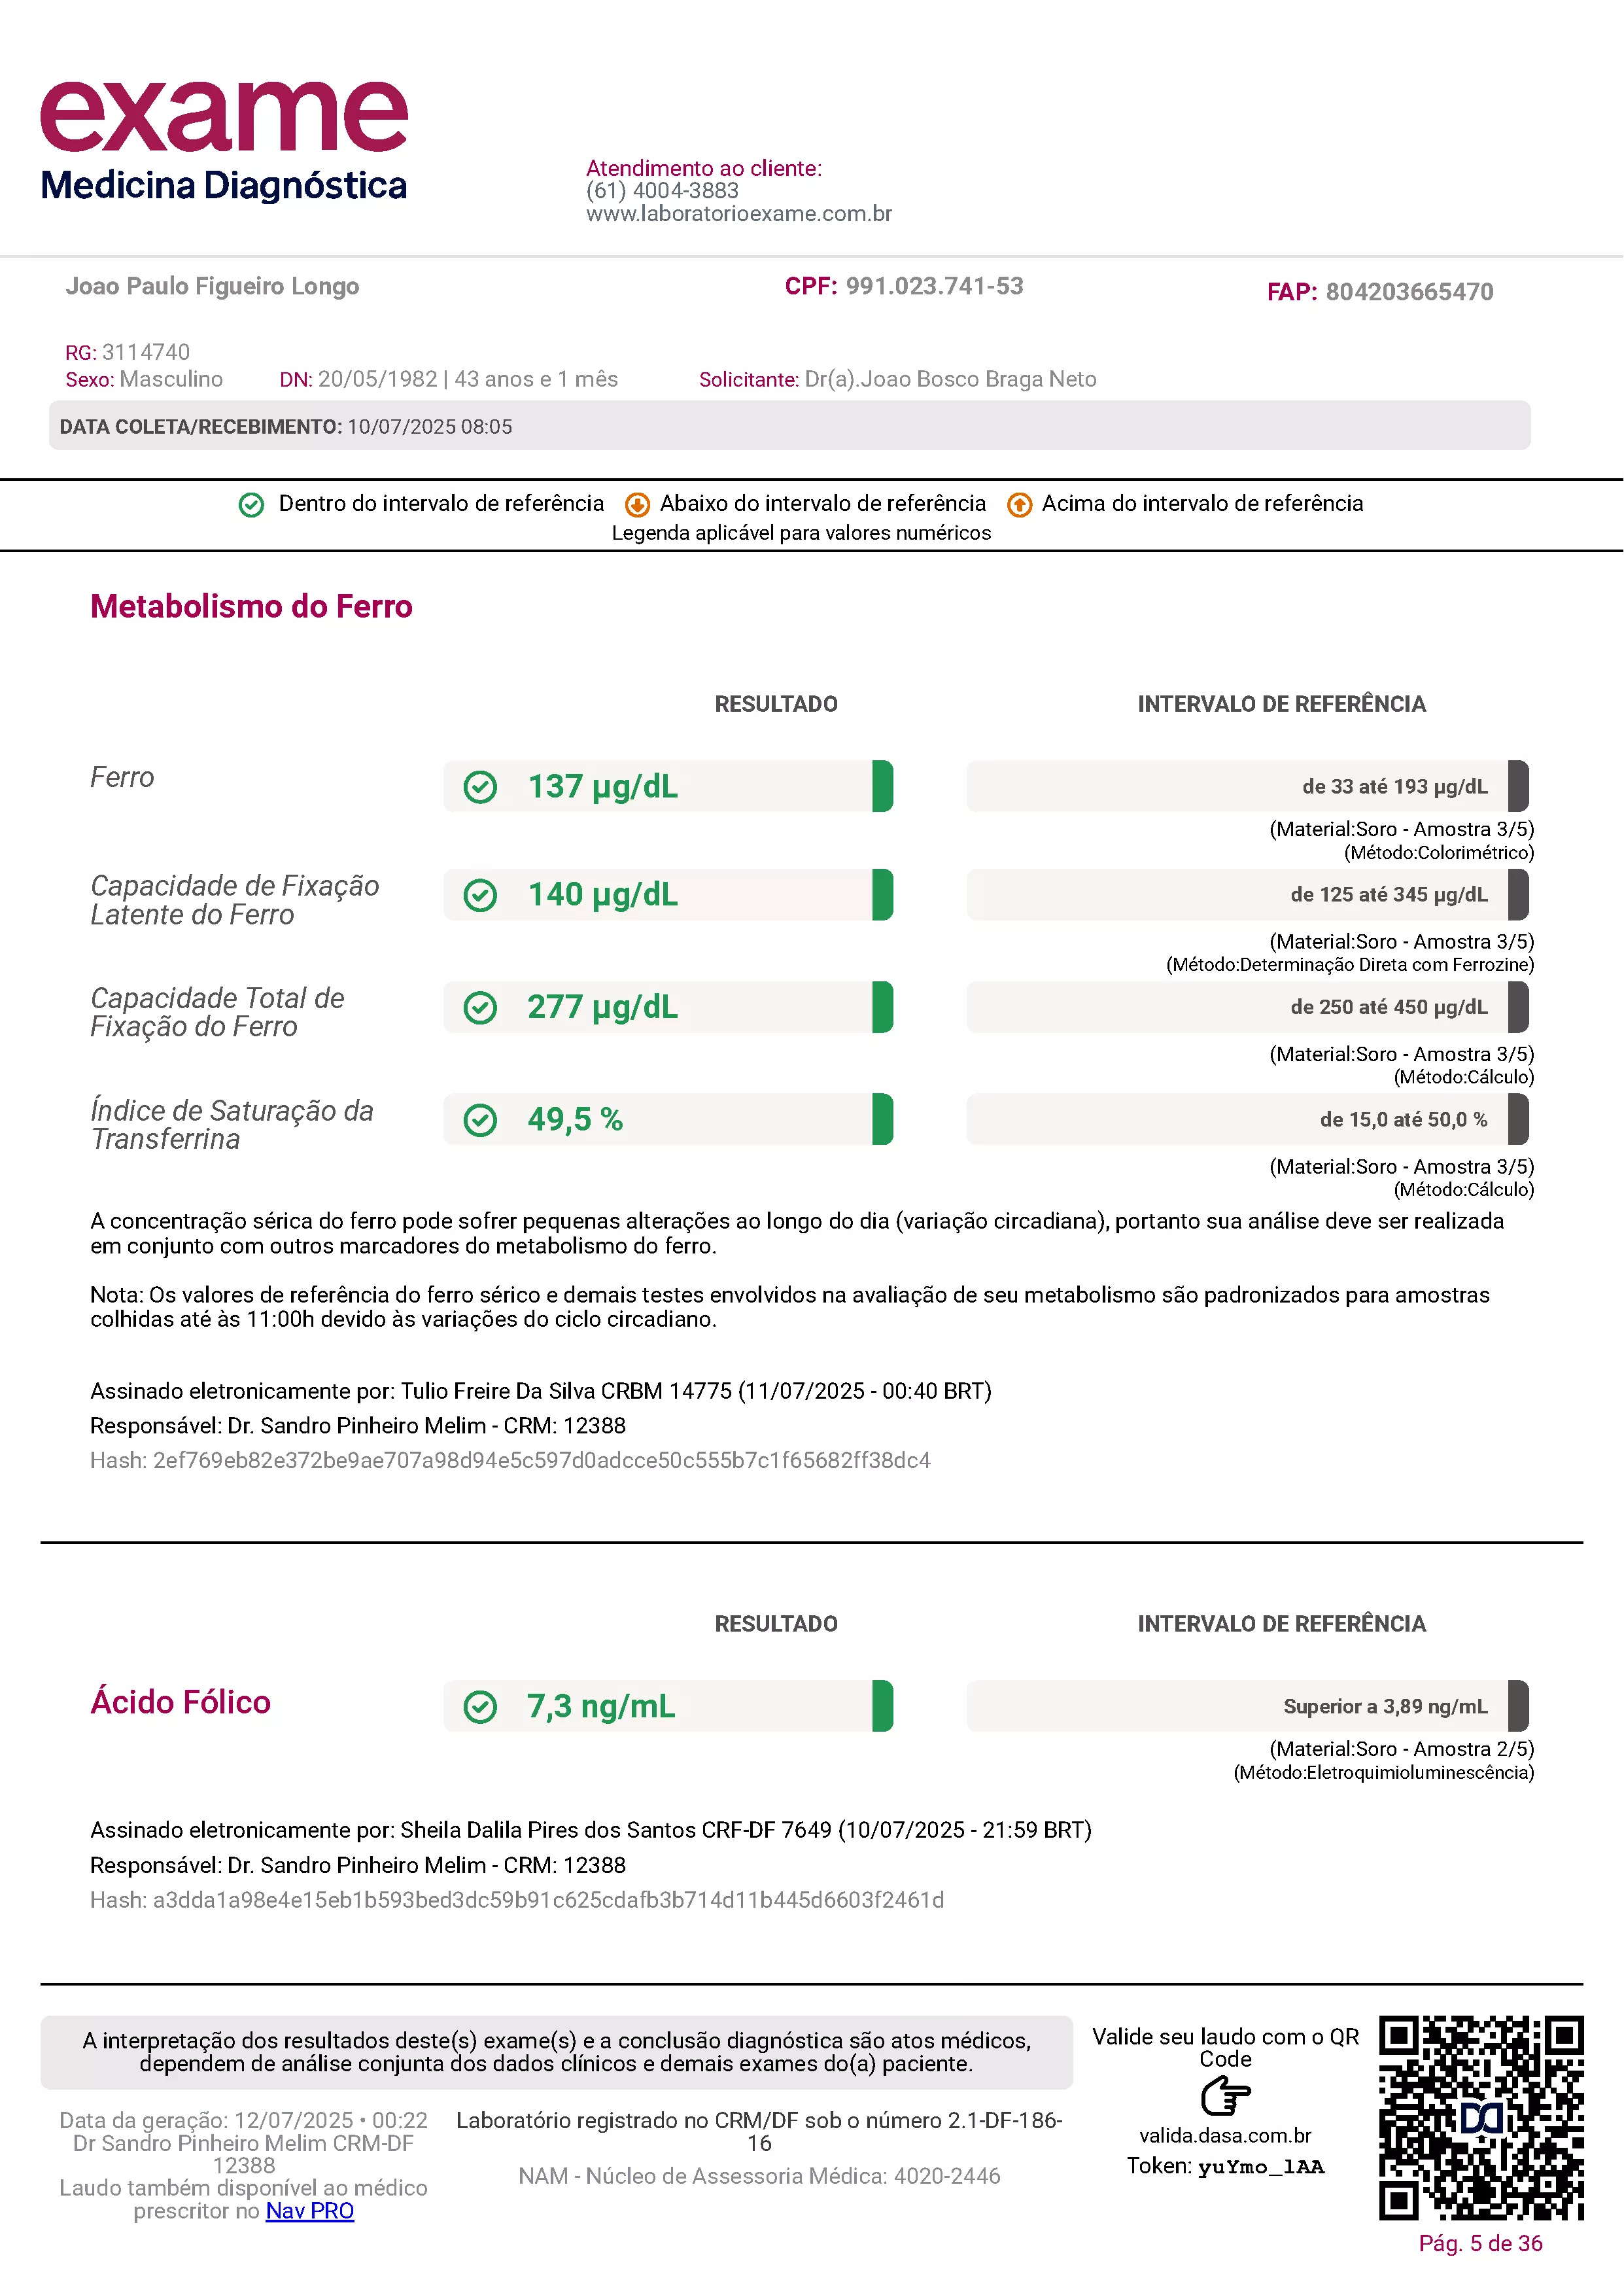 exame
Medicina Diagnóstica
Atendimento ao cliente:
(61) 4004-3883
www.laboratorioexame.com.br
Joao Paulo Figueiro Longo CPF: 991.023.741-53 FAP: 804203665470
RG: 3114740
Sexo: Masculino DN: 20/05/1982 | 43 anos e 1 mês Solicitante: Dr(a).Joao Bosco Braga Neto
DATA COLETA/RECEBIMENTO: 10/07/2025 08:05
Dentro do intervalo de referência Abaixo do intervalo de referência Acima do intervalo de referência
Legenda aplicável para valores numéricos
Metabolismo do Ferro
RESULTADO INTERVALO DE REFERÊNCIA
Ferro 137 µg/dL de 33 até 193 µg/dL
(Material:Soro - Amostra 3/5)
(Método:Colorimétrico)
Capacidade de Fixação
Latente do Ferro 140 µg/dL de 125 até 345 µg/dL
(Material:Soro - Amostra 3/5)
(Método:Determinação Direta com Ferrozine)
Capacidade Total de
Fixação do Ferro 277 µg/dL de 250 até 450 µg/dL
(Material:Soro - Amostra 3/5)
(Método:Cálculo)
Índice de Saturação da
Transferrina 49,5 % de 15,0 até 50,0 %
(Material:Soro - Amostra 3/5)
(Método:Cálculo)
A concentração sérica do ferro pode sofrer pequenas alterações ao longo do dia (variação circadiana), portanto sua análise deve ser realizada
em conjunto com outros marcadores do metabolismo do ferro.
Nota: Os valores de referência do ferro sérico e demais testes envolvidos na avaliação de seu metabolismo são padronizados para amostras
colhidas até às 11:00h devido às variações do ciclo circadiano.
Assinado eletronicamente por: Tulio Freire Da Silva CRBM 14775 (11/07/2025 - 00:40 BRT)
Responsável: Dr. Sandro Pinheiro Melim - CRM: 12388
Hash: 2ef769eb82e372be9ae707a98d94e5c597d0adcce50c555b7c1f65682ff38dc4
RESULTADO INTERVALO DE REFERÊNCIA
Ácido Fólico 7,3 ng/mL Superior a 3,89 ng/mL
(Material:Soro - Amostra 2/5)
(Método:Eletroquimioluminescência)
Assinado eletronicamente por: Sheila Dalila Pires dos Santos CRF-DF 7649 (10/07/2025 - 21:59 BRT)
Responsável: Dr. Sandro Pinheiro Melim - CRM: 12388
Hash: a3dda1a98e4e15eb1b593bed3dc59b91c625cdafb3b714d11b445d6603f2461d
A interpretação dos resultados deste(s) exame(s) e a conclusão diagnóstica são atos médicos,
dependem de análise conjunta dos dados clínicos e demais exames do(a) paciente.
Data da geração: 12/07/2025 • 00:22
Dr Sandro Pinheiro Melim CRM-DF
12388
Laudo também disponível ao médico
prescritor no Nav PRO
Laboratório registrado no CRM/DF sob o número 2.1-DF-186-
16
NAM - Núcleo de Assessoria Médica: 4020-2446
Valide seu laudo com o QR
Code
valida.dasa.com.br
Token: yuYmo_lAA
Pág. 5 de 36